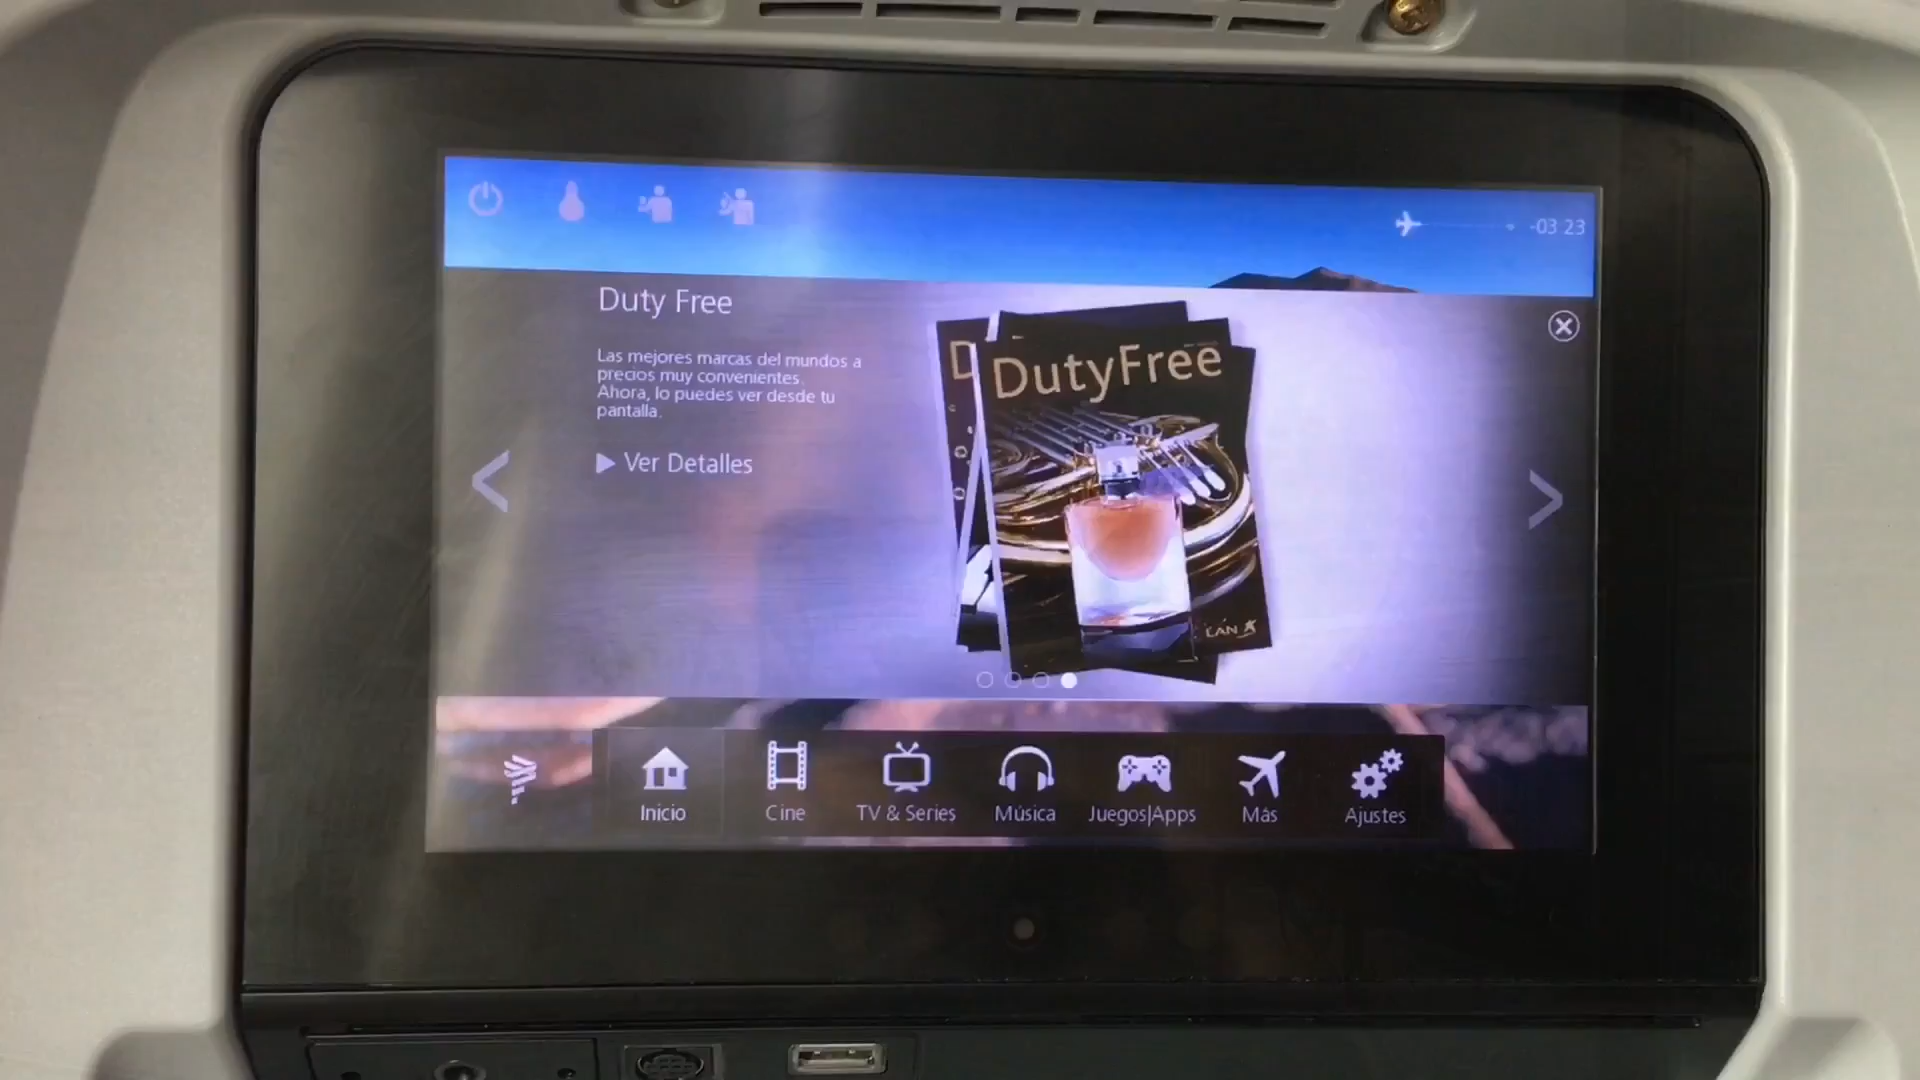 -03 23
Duty Free
Las mejores marcas del mundos a
precios muy convenientes.
Ahora, lo puedes ver desde tu
pantalla.
Ver Detalles
D
DutyFree
LAN
Inicio
Cine
TV & Series
Música
Juegos|Apps
Más
Ajustes